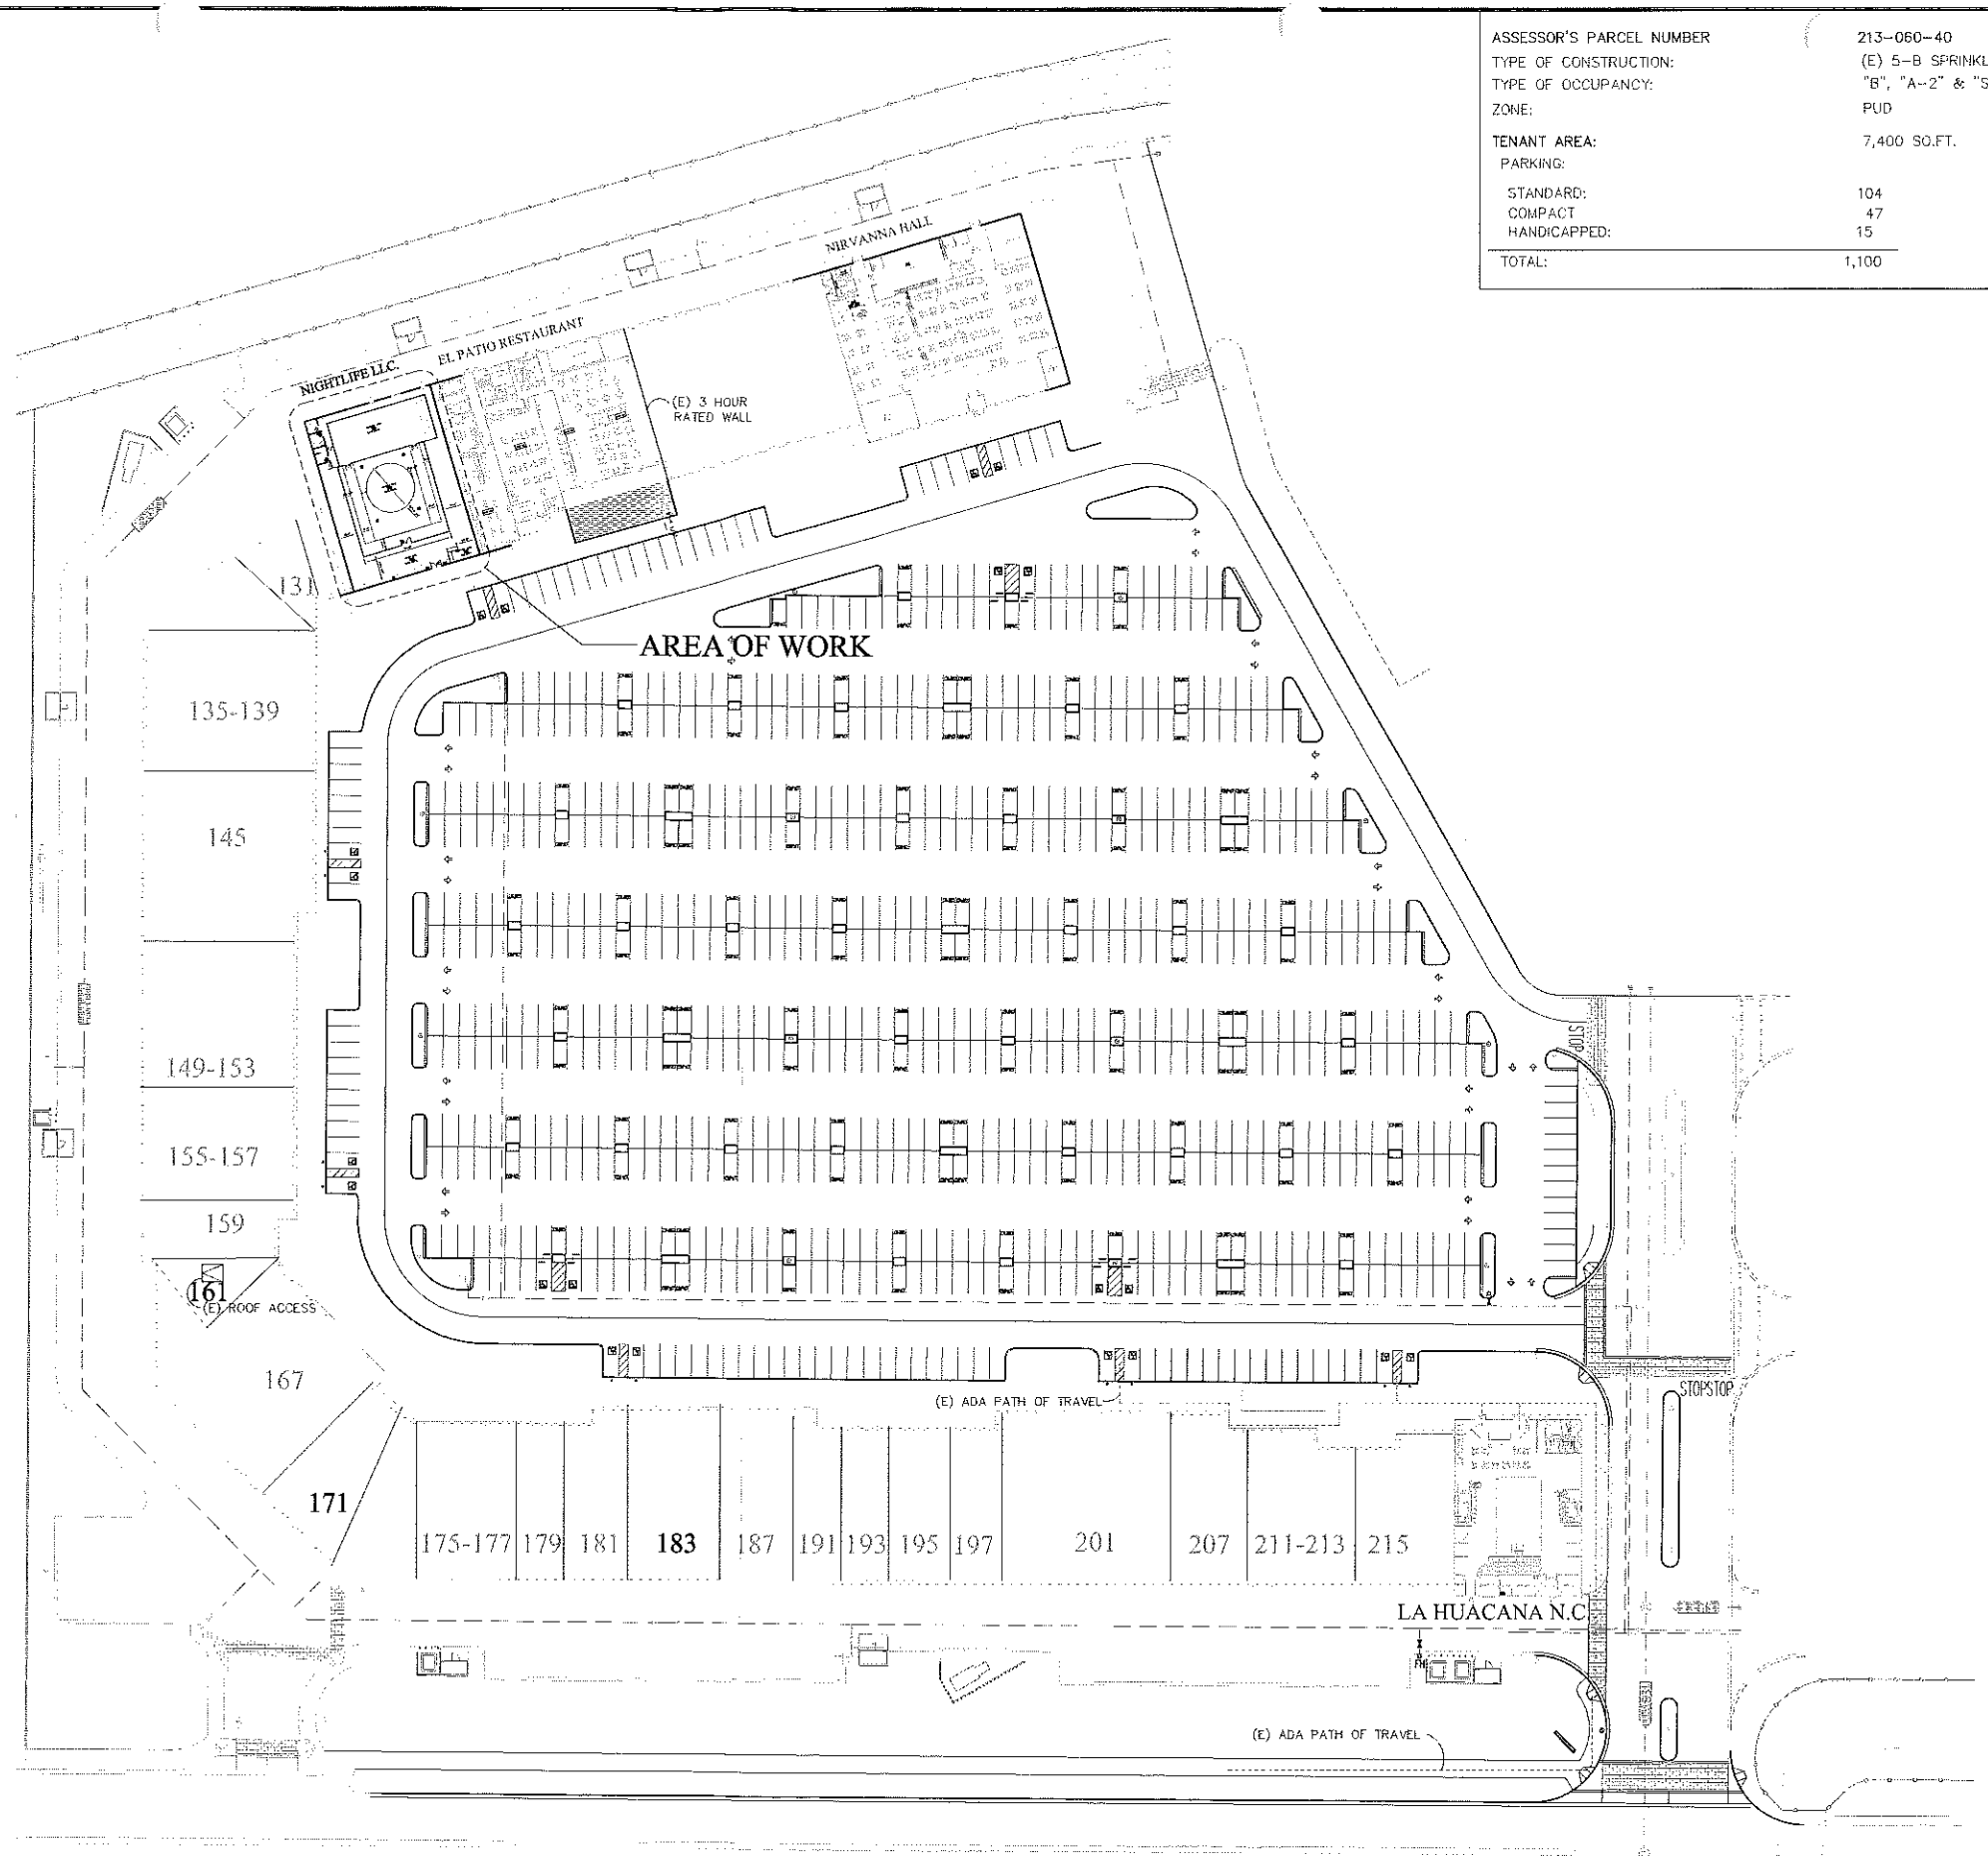 ASSESSOR'S PARCEL NUMBER 213-060-40
TYPE OF CONSTRUCTION: (E) 5-B SPRINKL
TYPE OF OCCUPANCY: "B", "A-2" & "S
ZONE: PUD
TENANT AREA: 7,400 SQ.FT.
PARKING:
STANDARD: 104
COMPACT 47
HANDICAPPED: 15
TOTAL: 1,100
NIRVANNA HALL
EL PATIO RESTAURANT
NIGHTLIFE LLC.
(E) 3 HOUR
RATED WALL
131
AREA OF WORK
135-139
145
149-153
155-157
159
161
(E) ROOF ACCESS
167
171
STOP
STOPSTOP
(E) ADA PATH OF TRAVEL
175-177
179
181
183
187
191
193
195
197
201
207
211-213
215
LA HUACANA N.C
FH
(E) ADA PATH OF TRAVEL